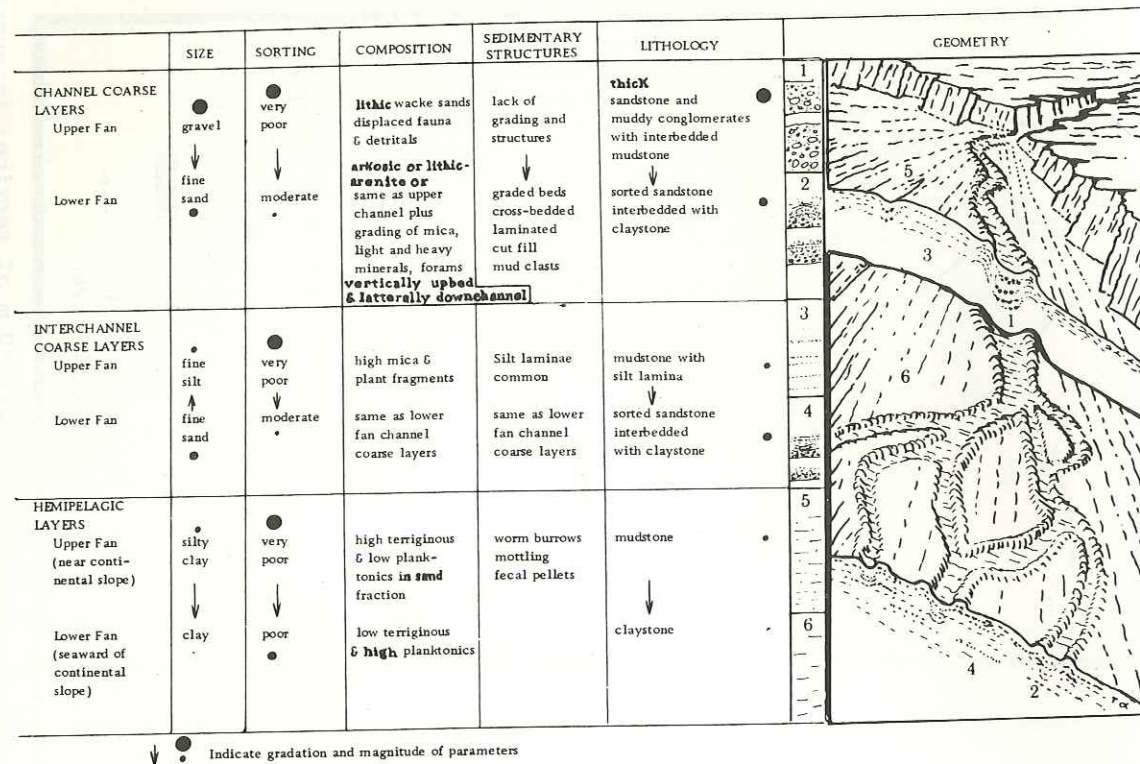 SIZE
SORTING
COMPOSITION
SEDIMENTARY
STRUCTURES
LITHOLOGY
GEOMETRY
CHANNEL COARSE
LAYERS
Upper Fan
gravel
very
poor
lithic wacke sands
displaced fauna
& detritals
lack of
grading and
structures
thick
sandstone and
muddy conglomerates
with interbedded
mudstone
Lower Fan
fine
sand
moderate
arkosic or lithic-
arenite or
same as upper
channel plus
grading of mica,
light and heavy
minerals, forams
vertically upbed
& latterally downchannel
graded beds
cross-bedded
laminated
cut fill
mud clasts
sorted sandstone
interbedded with
claystone
INTERCHANNEL
COARSE LAYERS
Upper Fan
fine
silt
very
poor
high mica &
plant fragments
Silt laminae
common
mudstone with
silt lamina
Lower Fan
fine
sand
moderate
same as lower
fan channel
coarse layers
same as lower
fan channel
coarse layers
sorted sandstone
interbedded
with claystone
HEMIPELAGIC
LAYERS
Upper Fan
(near conti-
nental slope)
silty
clay
very
poor
high terriginous
& low plank-
tonics in sand
fraction
worm burrows
mottling
fecal pellets
mudstone
Lower Fan
(seaward of
continental
slope)
clay
poor
low terriginous
& high planktonics
claystone
1
2
3
4
5
6
5
3
1
6
4
2
Indicate gradation and magnitude of parameters